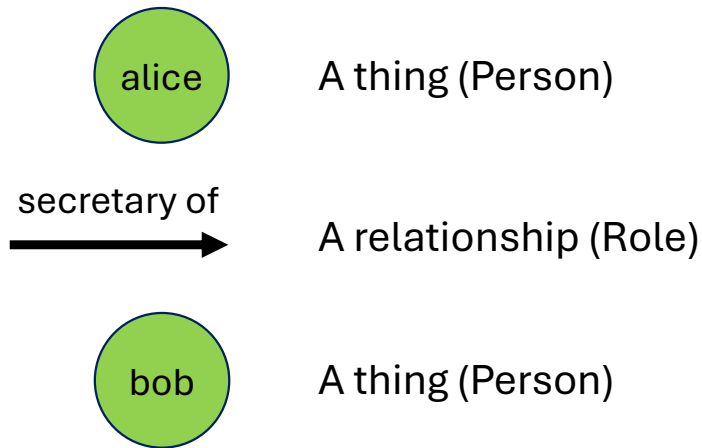 alice
A thing (Person)
secretary of
A relationship (Role)
bob
A thing (Person)